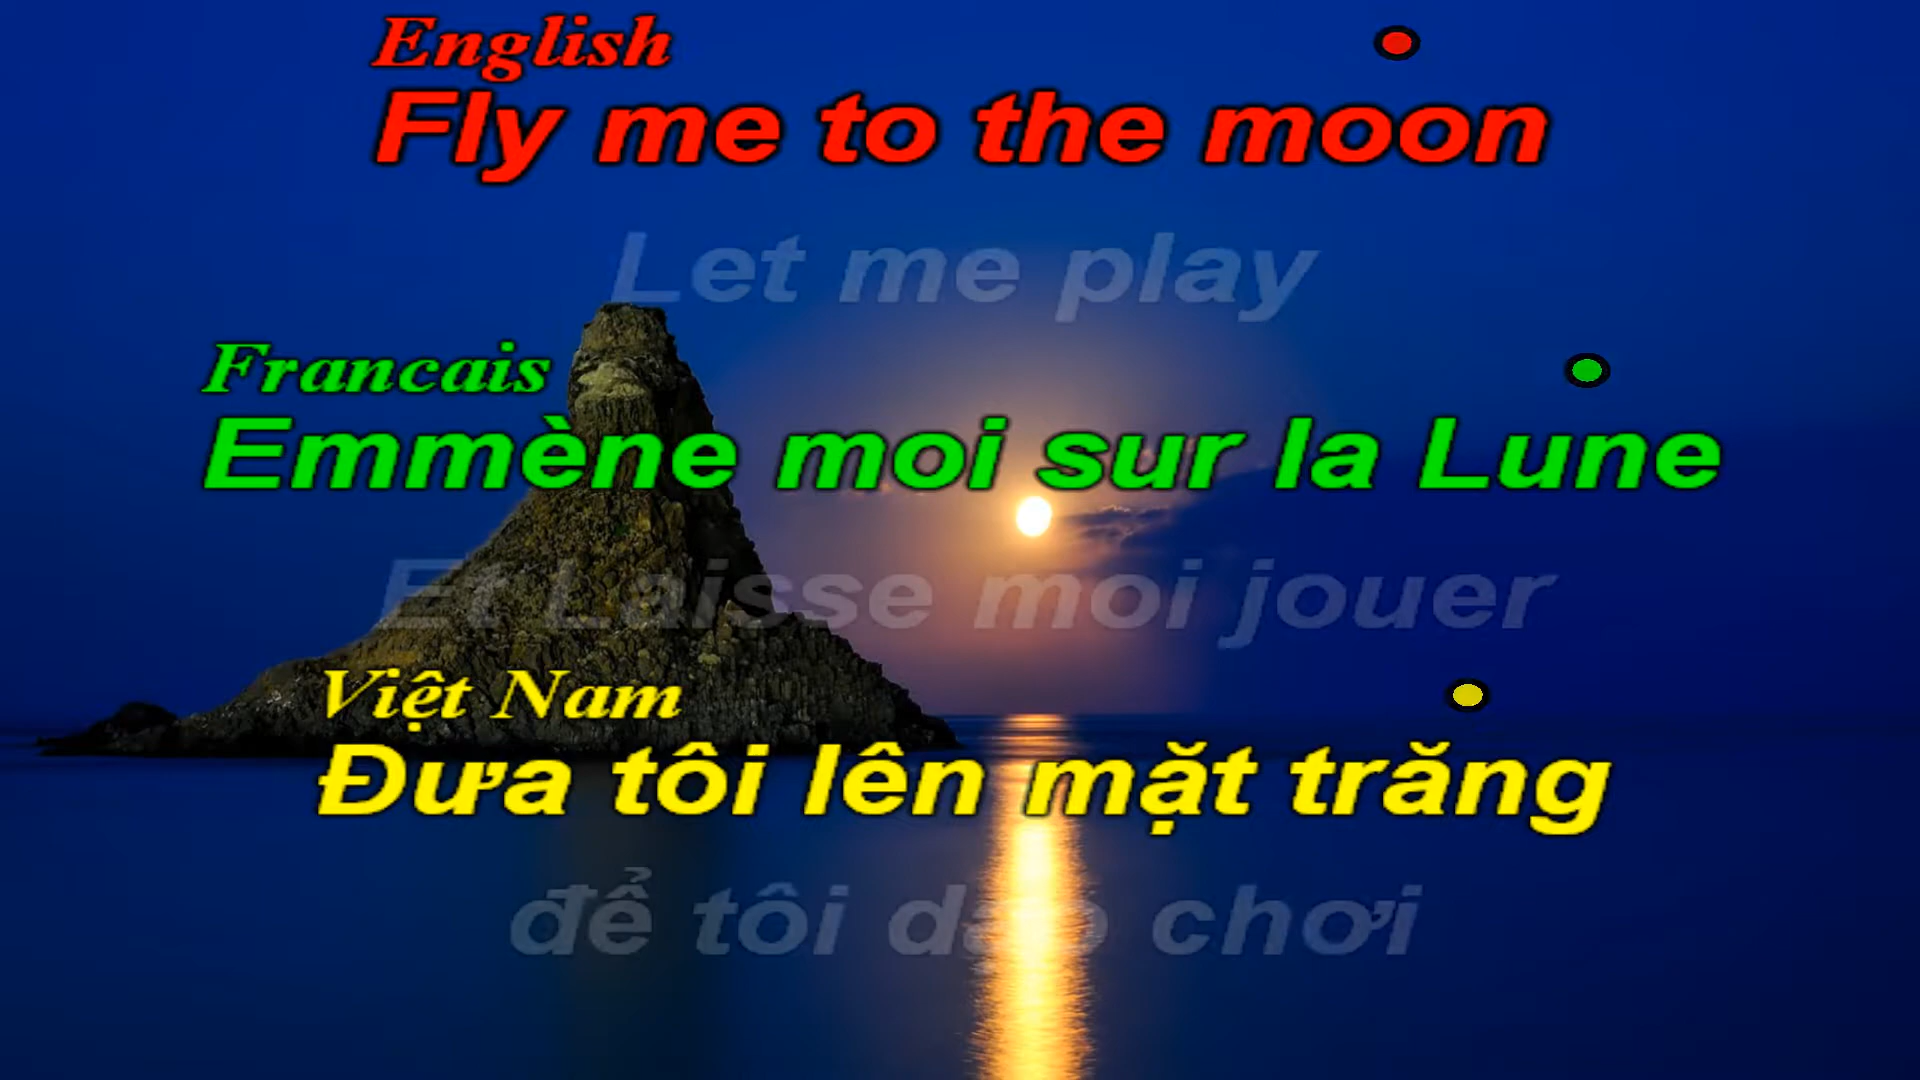 English
Fly me to the moon
Let me play
Francais
Emmène moi sur la Lune
Et Laisse moi jouer
Việt Nam
Đưa tôi lên mặt trăng
để tôi dạo chơi